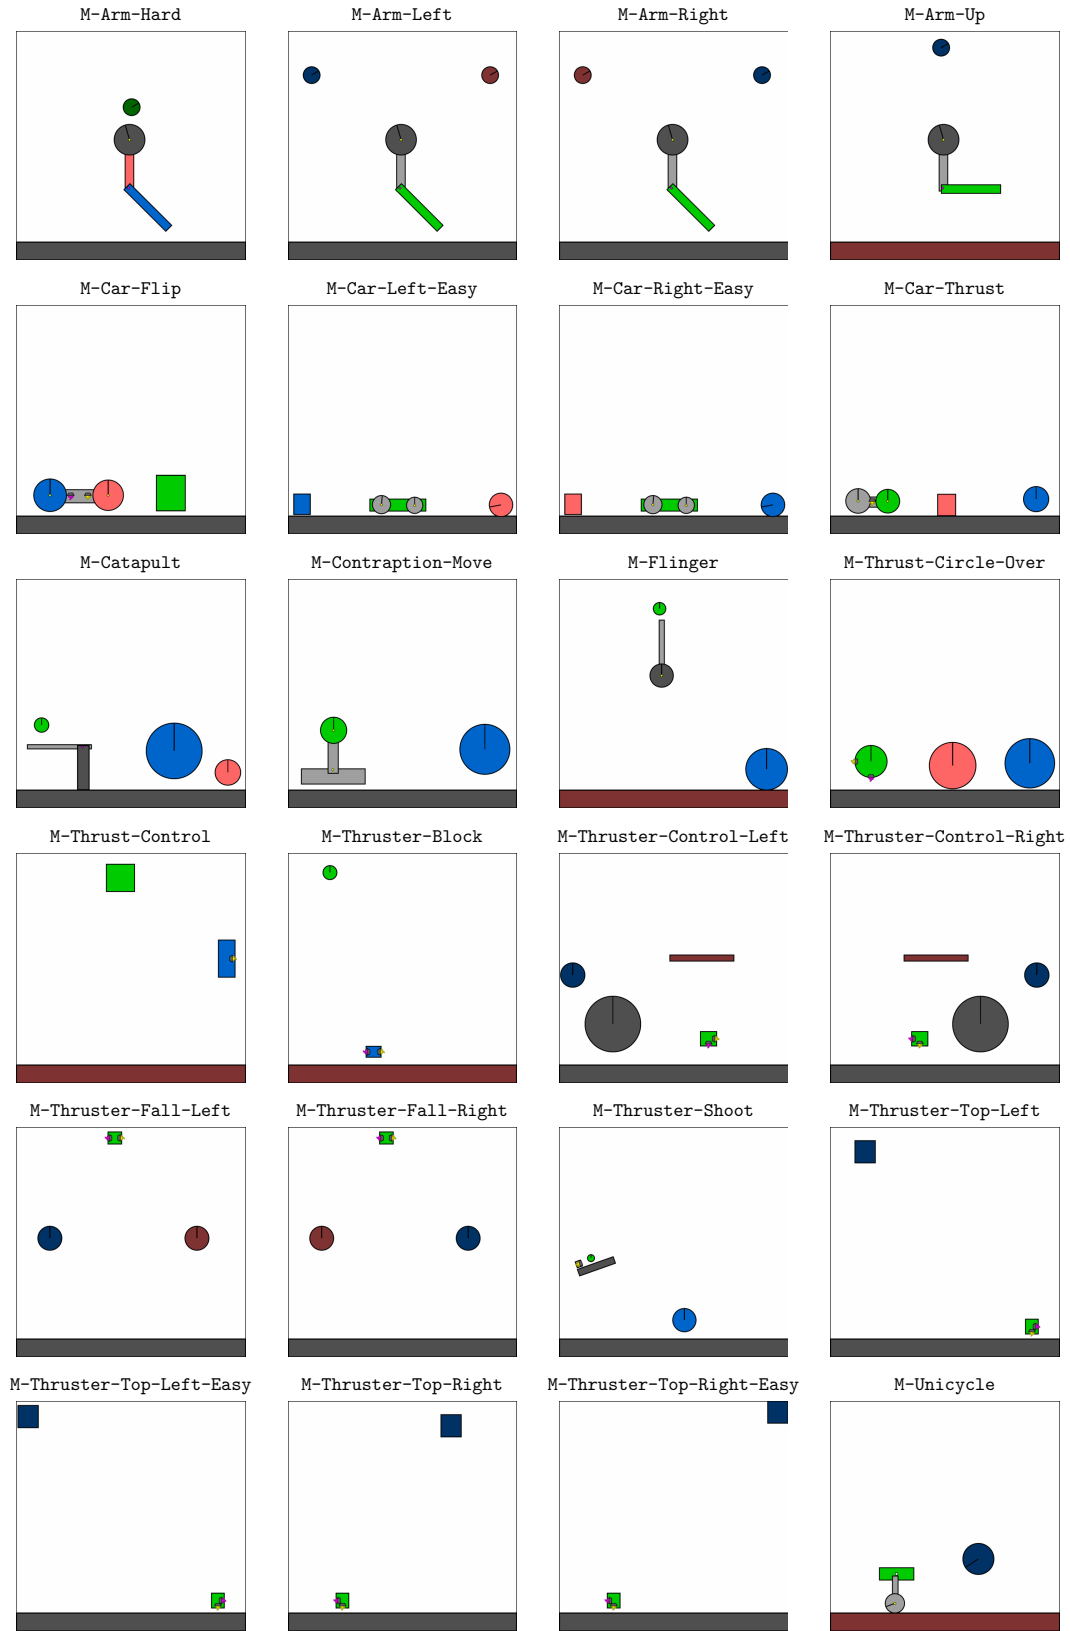 M-Arm-Hard
M-Arm-Left
M-Arm-Right
M-Arm-Up
M-Car-Flip
M-Car-Left-Easy
M-Car-Right-Easy
M-Car-Thrust
M-Catapult
M-Contraption-Move
M-Flinger
M-Thrust-Circle-Over
M-Thrust-Control
M-Thruster-Block
M-Thruster-Control-Left
M-Thruster-Control-Right
M-Thruster-Fall-Left
M-Thruster-Fall-Right
M-Thruster-Shoot
M-Thruster-Top-Left
M-Thruster-Top-Left-Easy
M-Thruster-Top-Right
M-Thruster-Top-Right-Easy
M-Unicycle